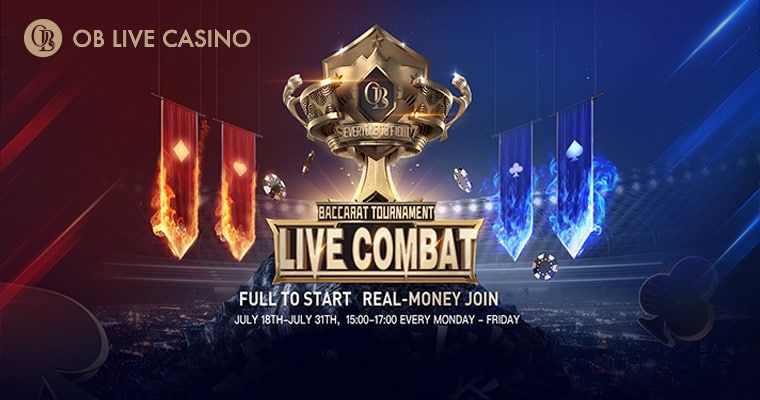 OB LIVE CASINO
OB
EVERYONE TO FIGHT
BACCARAT TOURNAMENT
LIVE COMBAT
FULL TO START REAL-MONEY JOIN
JULY 18TH-JULY 31TH, 15:00-17:00 EVERY MONDAY - FRIDAY